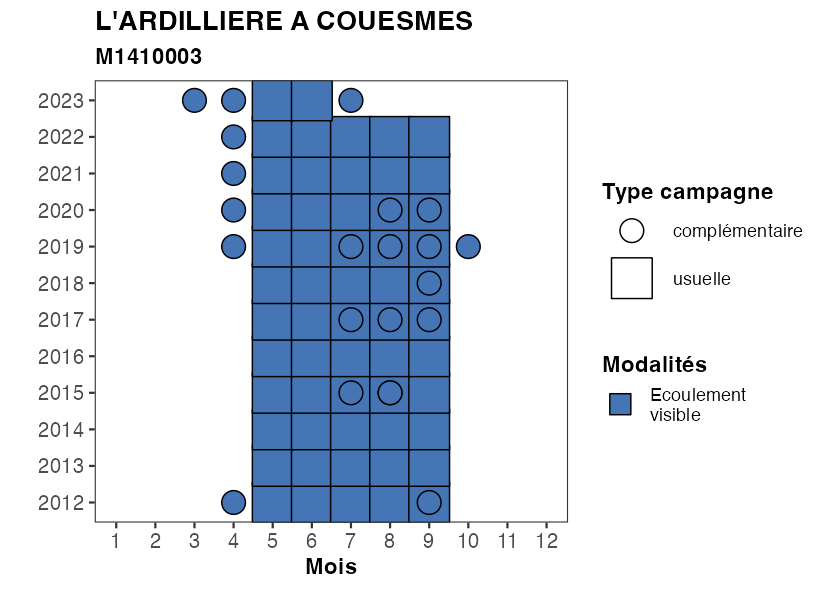 L'ARDILLIERE A COUESMES
M1410003
2023
2022
2021
2020
2019
2018
2017
2016
2015
2014
2013
2012
1 2 3 4 5 6 7 8 9 10 11 12
Mois
Type campagne
complémentaire
usuelle
Modalités
Ecoulement
visible